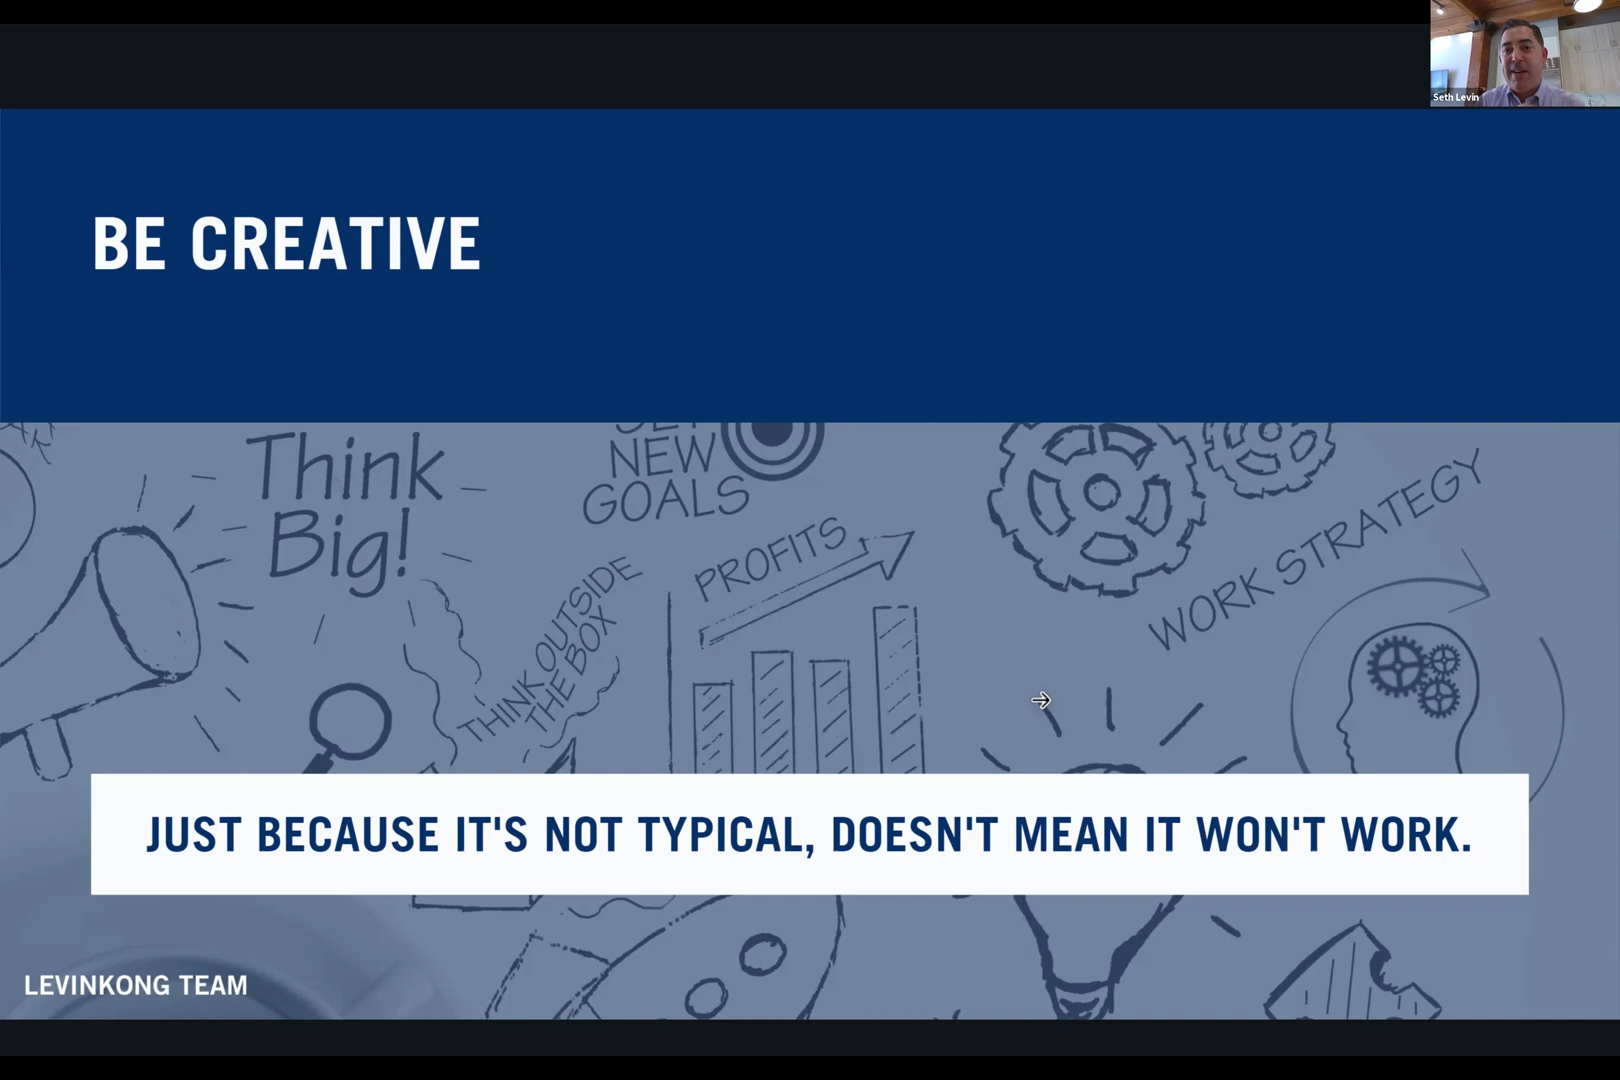 Seth Levin
BE CREATIVE
Think
Big!
NEW
GOALS
PROFITS
THINK OUTSIDE
THE BOX
WORK STRATEGY
JUST BECAUSE IT'S NOT TYPICAL, DOESN'T MEAN IT WON'T WORK.
LEVINKONG TEAM